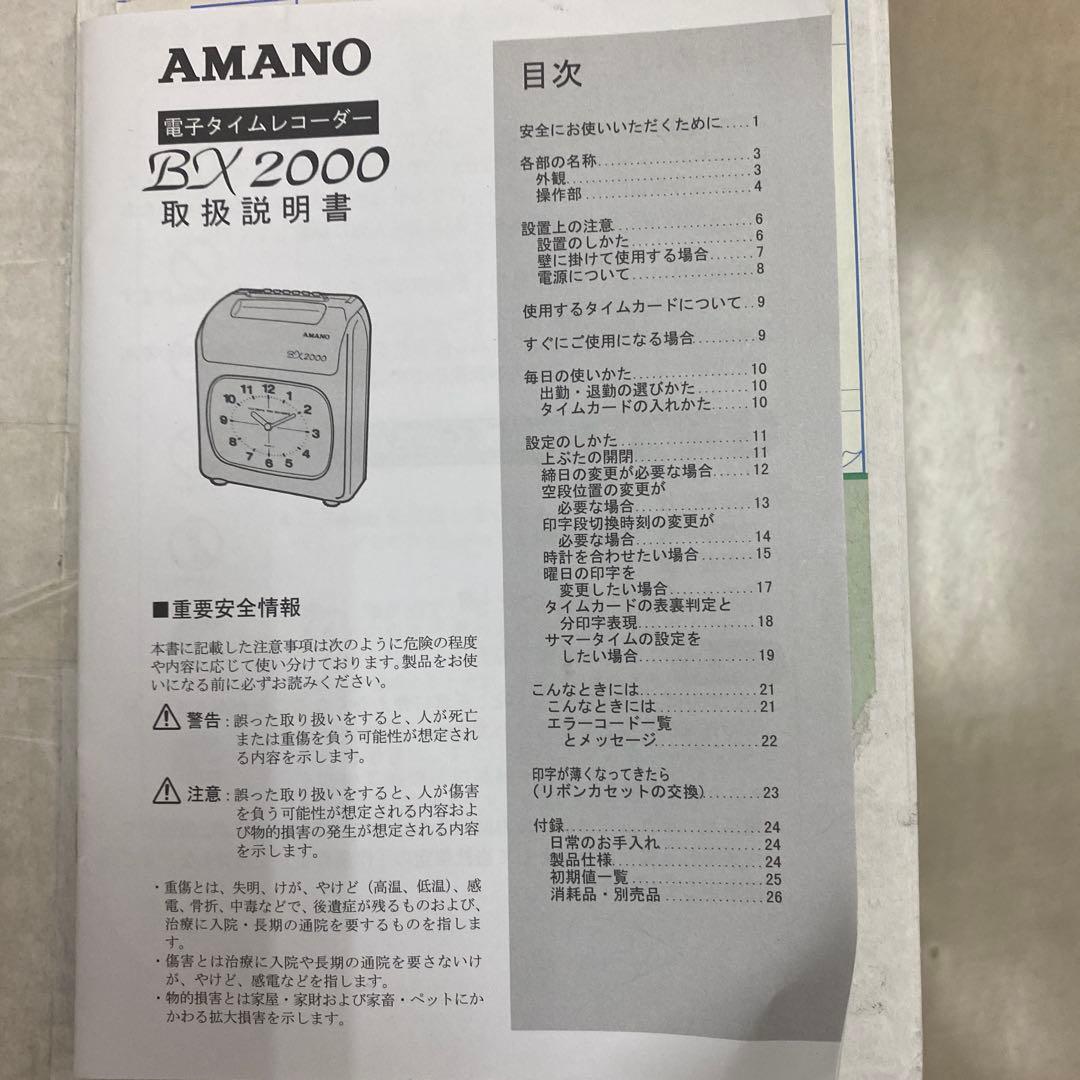 AMANO
電子タイムレコーダー
BX2000
取扱説明書
AMANO
BX2000
12
1
2
3
4
5
6
7
8
9
10
11
■重要安全情報
本書に記載した注意事項は次のように危険の程度
や内容に応じて使い分けております。製品をお使
いになる前に必ずお読みください。
警告:誤った取り扱いをすると、人が死亡
または重傷を負う可能性が想定され
る内容を示します。
注意:誤った取り扱いをすると、人が傷害
を負う可能性が想定される内容およ
び物的損害の発生が想定される内容
を示します。
・重傷とは、失明、けが、やけど（高温、低温）、感
電、骨折、中毒などで、後遺症が残るものおよび、
治療に入院・長期の通院を要するものを指しま
す。
・傷害とは治療に入院や長期の通院を要さないけ
が、やけど、感電などを指します。
・物的損害とは家屋・家財および家畜・ペットにか
かわる拡大損害を示します。
目次
安全にお使いいただくために.....1
各部の名称......................3
外観..........................3
操作部........................4
設置上の注意....................6
設置のしかた..................6
壁に掛けて使用する場合.......7
電源について..................8
使用するタイムカードについて..9
すぐにご使用になる場合.........9
毎日の使いかた.................10
出勤・退勤の選びかた.........10
タイムカードの入れかた......10
設定のしかた...................11
上ぶたの開閉.................11
締日の変更が必要な場合......12
空段位置の変更が
必要な場合.................13
印字段切換時刻の変更が
必要な場合.................14
時計を合わせたい場合........15
曜日の印字を
変更したい場合............17
タイムカードの表裏判定と
分印字表現.................18
サマータイムの設定を
したい場合.................19
こんなときには.................21
こんなときには...............21
エラーコード一覧
とメッセージ...............22
印字が薄くなってきたら
(リボンカセットの交換)........23
付録............................24
日常のお手入れ...............24
製品仕様......................24
初期値一覧....................25
消耗品・別売品...............26